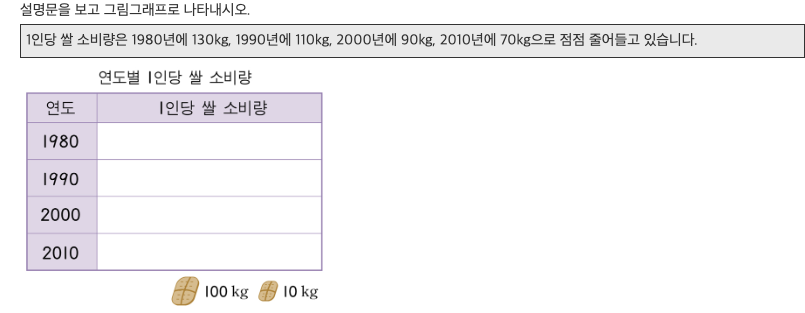 설명문을 보고 그림그래프로 나타내시오.
1인당 쌀 소비량은 1980년에 130kg, 1990년에 110kg, 2000년에 90kg, 2010년에 70kg으로 점점 줄어들고 있습니다.
연도별 1인당 쌀 소비량
연도 1인당 쌀 소비량
1980
1990
2000
2010
100 kg 10 kg